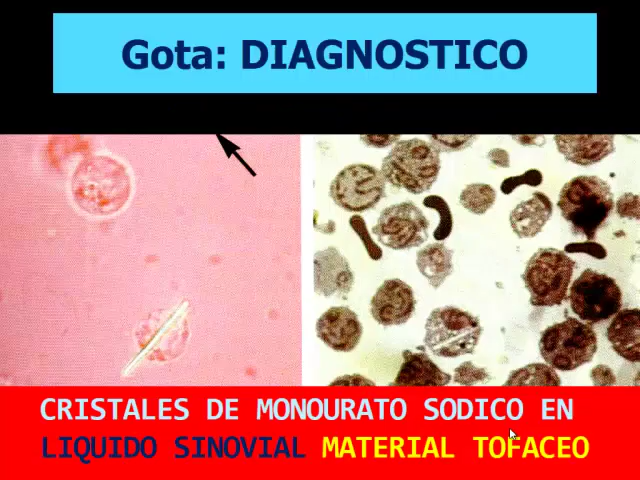 Gota: DIAGNOSTICO
CRISTALES DE MONOURATO SODICO EN
LIQUIDO SINOVIAL MATERIAL TOFACEO